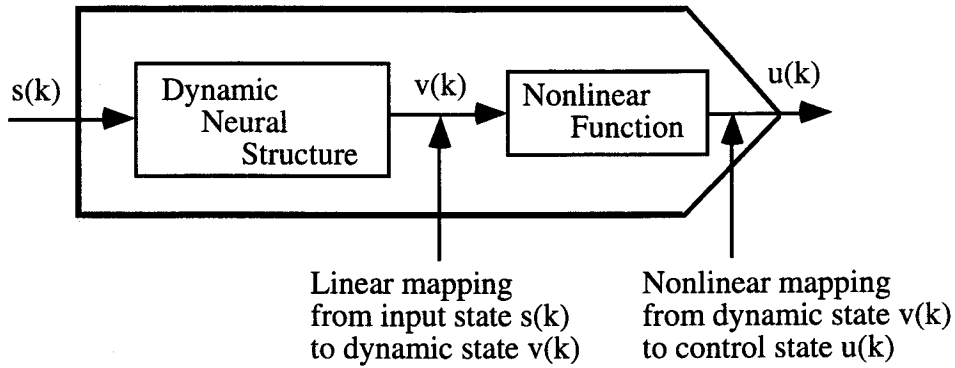 s(k)
Dynamic
Neural
Structure
v(k)
Nonlinear
Function
u(k)
Linear mapping
from input state s(k)
to dynamic state v(k)
Nonlinear mapping
from dynamic state v(k)
to control state u(k)